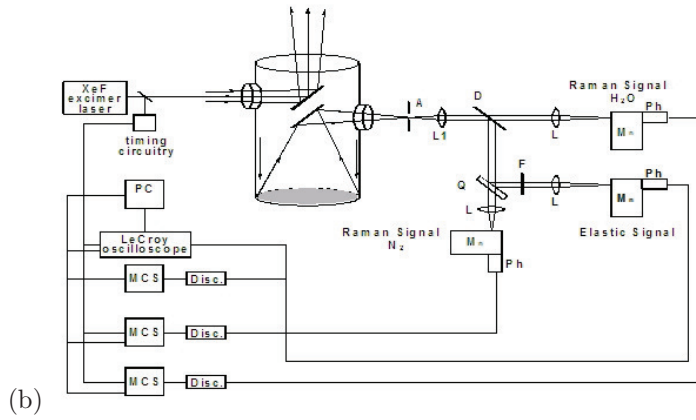 XeF
excimer
laser
timing
circuitry
A
L1
D
L
Raman Signal
H₂O
Ph
Mn
Q
F
L
Ph
Mn
Elastic Signal
L
Raman Signal
N₂
Mn
Ph
PC
LeCroy
oscilloscope
MCS
Disc.
MCS
Disc.
MCS
Disc.
(b)